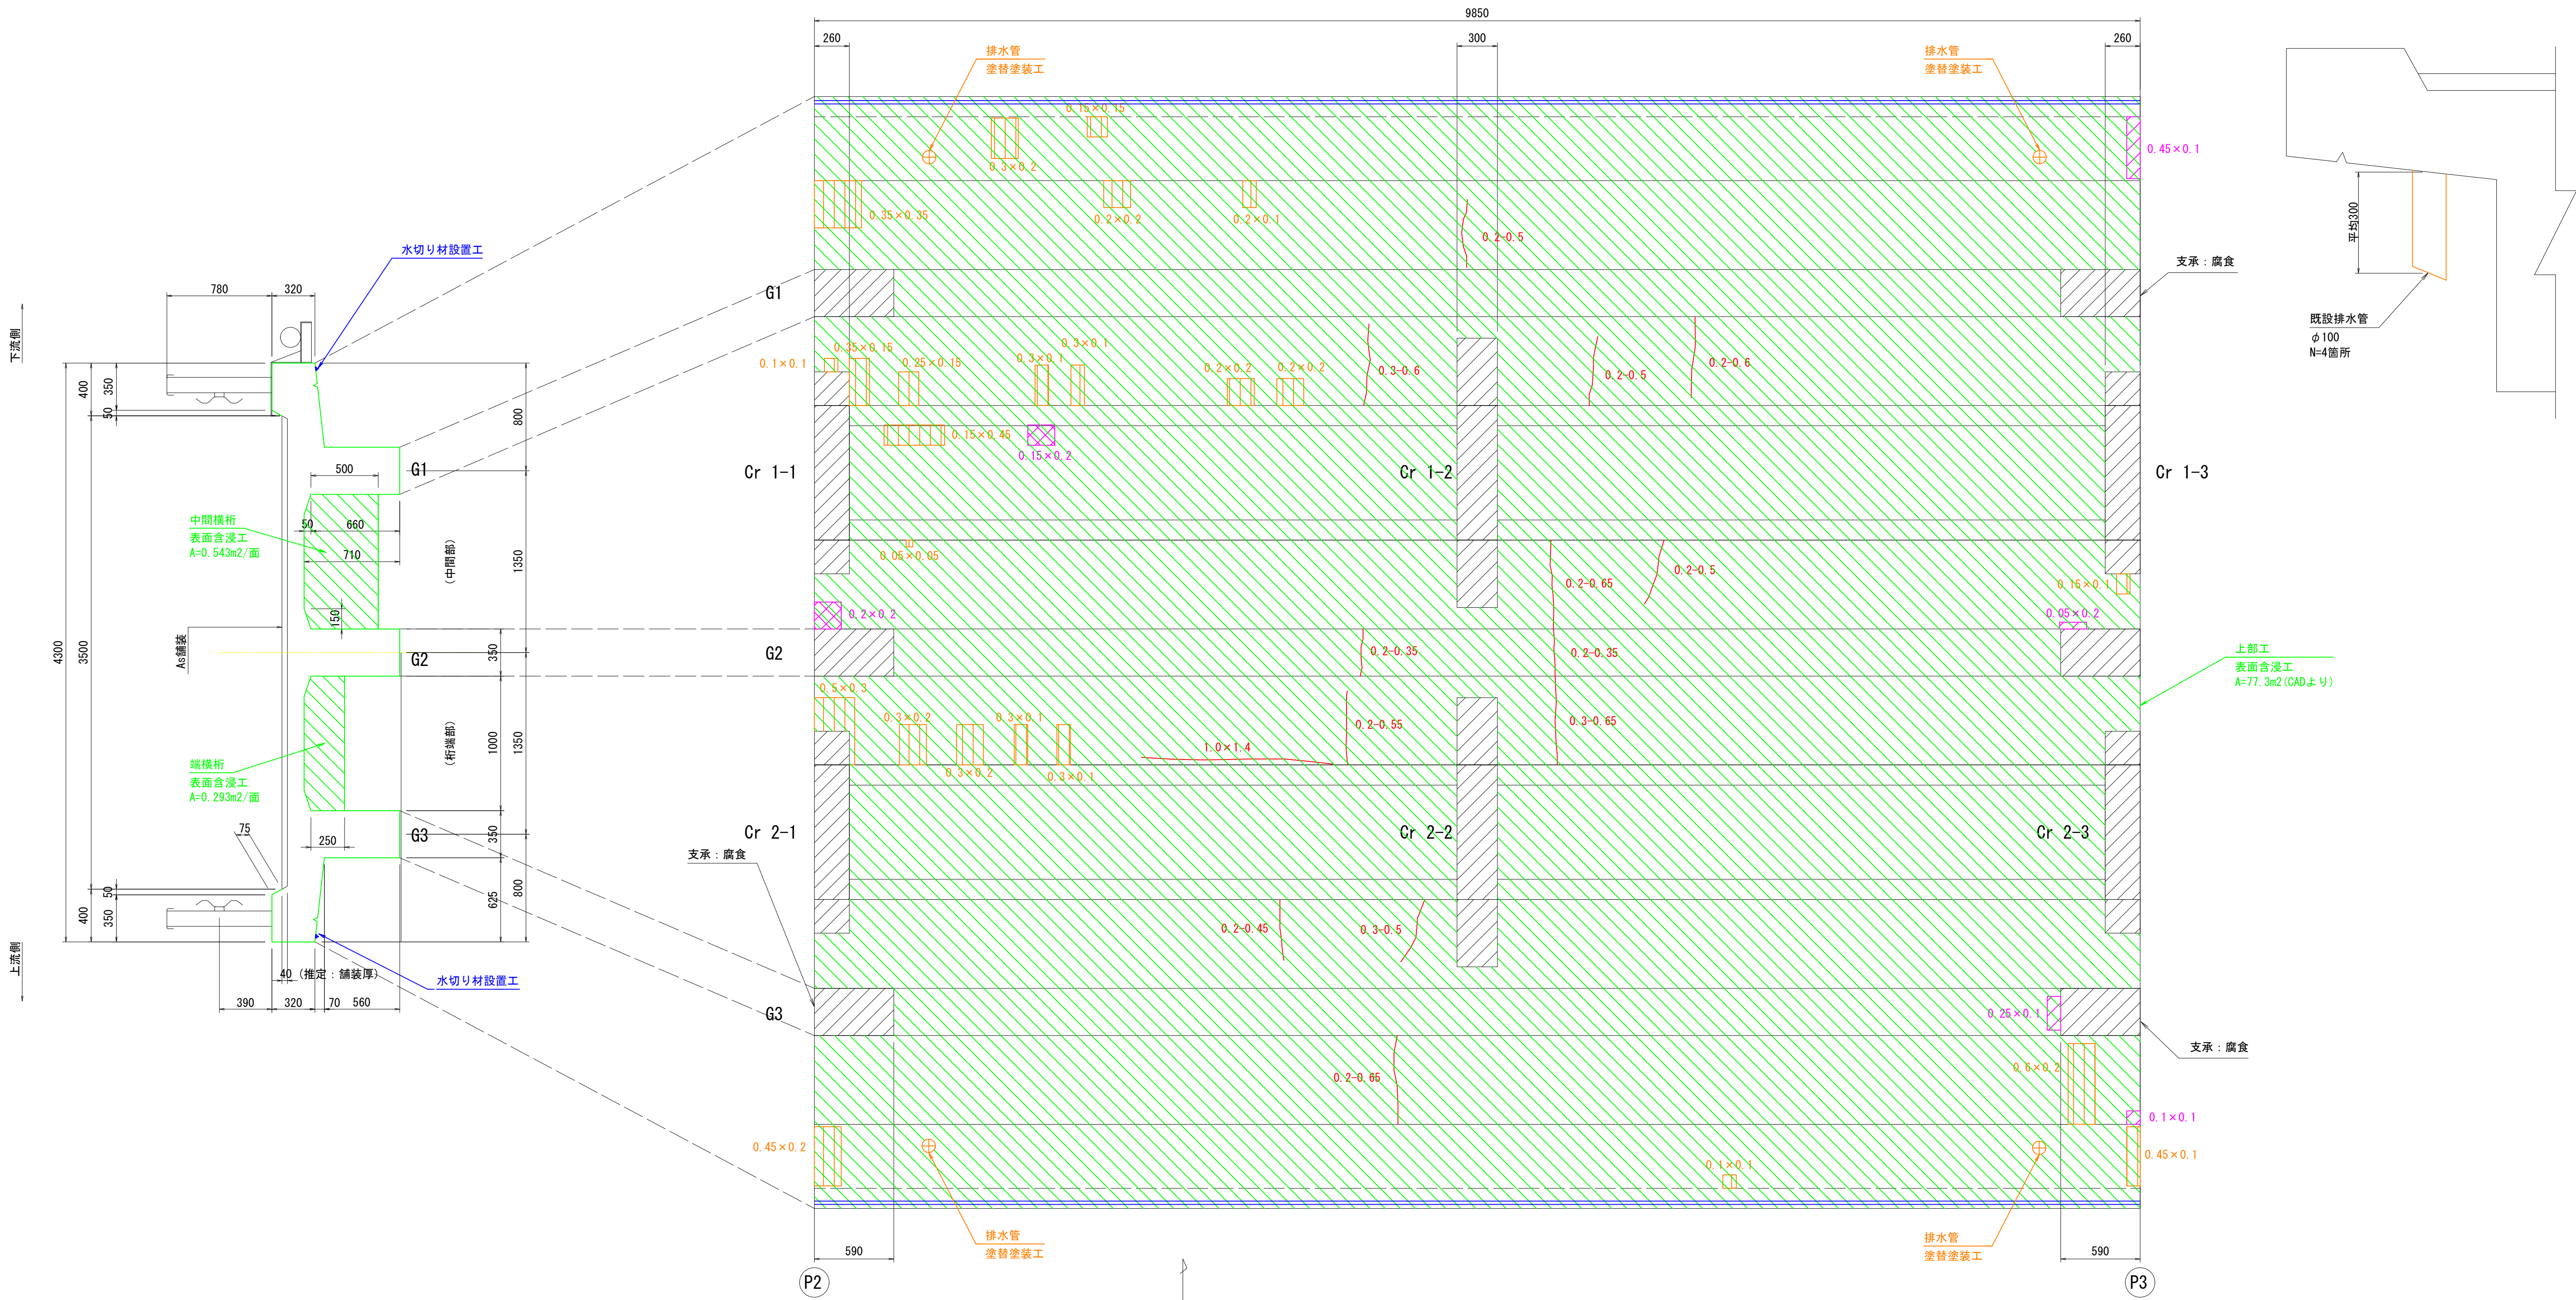 9850
260
300
260
排水管
塗替塗装工
排水管
塗替塗装工
0.15×0.15
0.3×0.2
0.45×0.1
0.35×0.35
0.2×0.2
0.2×0.1
0.2-0.5
平均300
既設排水管
φ100
N=4箇所
支承：腐食
水切り材設置工
780
320
下流側
G1
0.1×0.1
0.35×0.15
0.25×0.15
0.3×0.1
0.3×0.1
0.2×0.2
0.2×0.2
0.3-0.6
0.2-0.5
0.2-0.6
400
350
50
800
0.15×0.45
0.15×0.2
Cr 1-1
Cr 1-2
Cr 1-3
G1
500
中間横桁
表面含浸工
A=0.543m2/面
50
660
710
(中間部)
1350
150
0.05×0.05
0.2-0.65
0.2-0.5
0.15×0.1
0.2×0.2
0.05×0.2
4300
3500
As舗装
G2
350
G2
0.2-0.35
0.2-0.35
上部工
表面含浸工
A=77.3m2(CADより)
0.5×0.3
0.3×0.2
0.3×0.2
0.3×0.1
0.3×0.1
1.0×1.4
0.2-0.55
0.3-0.65
(桁端部)
1000
1350
端横桁
表面含浸工
A=0.293m2/面
75
250
G3
350
Cr 2-1
Cr 2-2
Cr 2-3
支承：腐食
400
50
350
625
800
0.2-0.45
0.3-0.5
上流側
40 (推定：舗装厚)
水切り材設置工
390
320
70
560
G3
0.25×0.1
支承：腐食
0.2-0.65
0.6×0.2
0.1×0.1
0.45×0.2
0.1×0.1
0.45×0.1
排水管
塗替塗装工
排水管
塗替塗装工
590
590
P2
P3